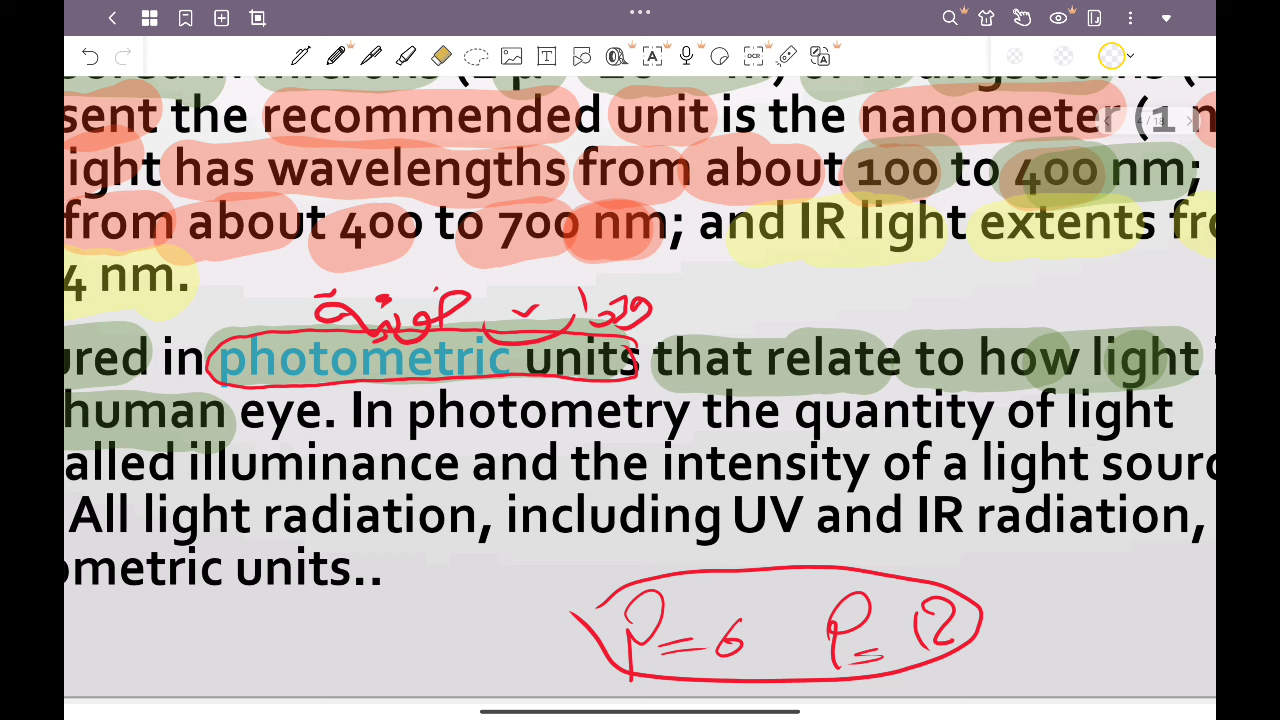 4/18
sent the recommended unit is the nanometer (1 n
ight has wavelengths from about 100 to 400 nm;
from about 400 to 700 nm; and IR light extents fr
4 nm.
ured in photometric units that relate to how light i
human eye. In photometry the quantity of light
alled illuminance and the intensity of a light sourc
All light radiation, including UV and IR radiation,
ometric units..
P=6 P=12